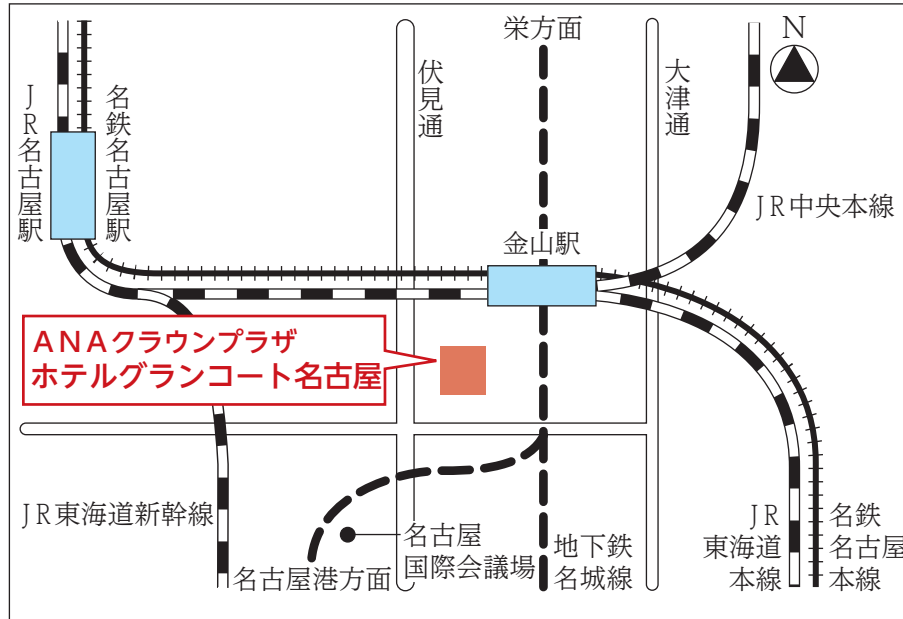 栄方面
N
伏見通
大津通
JR名古屋駅
名鉄名古屋駅
JR中央本線
金山駅
ANAクラウンプラザ
ホテルグランコート名古屋
JR東海道新幹線
名古屋港方面
名古屋
国際会議場
地下鉄
名城線
JR
東海道
本線
名鉄
名古屋
本線